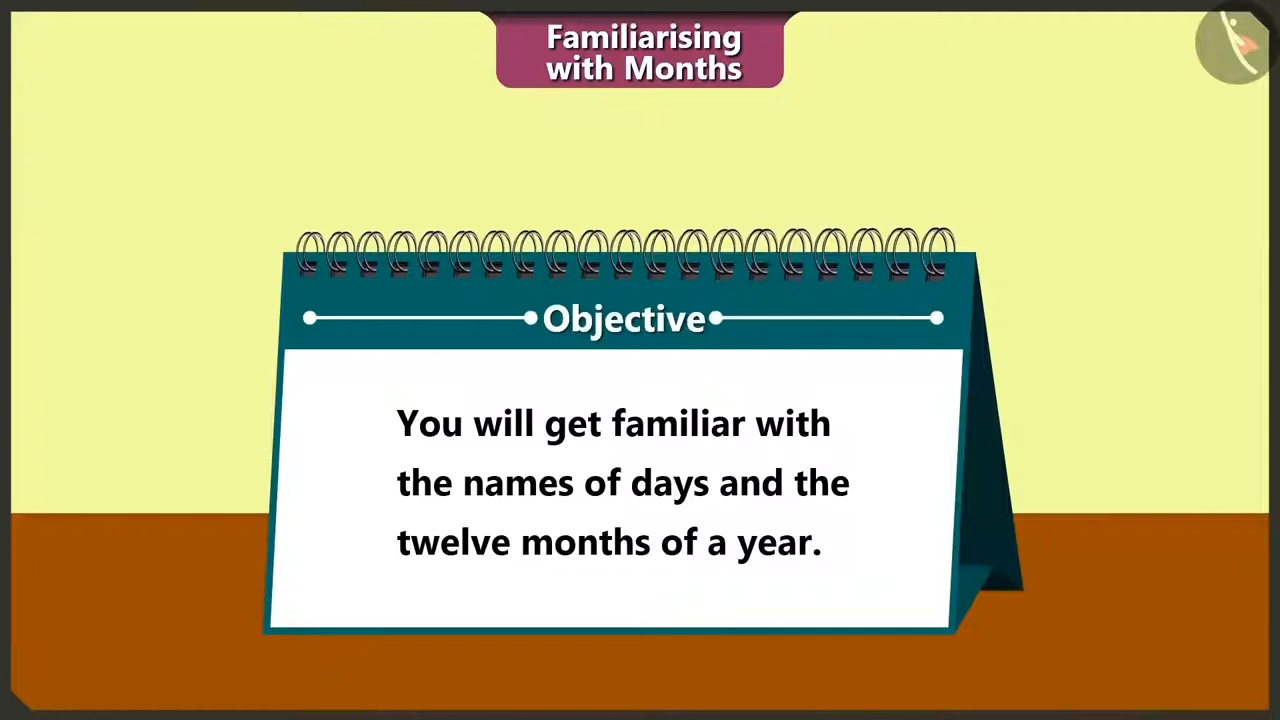 Familiarising
with Months
Objective
You will get familiar with
the names of days and the
twelve months of a year.